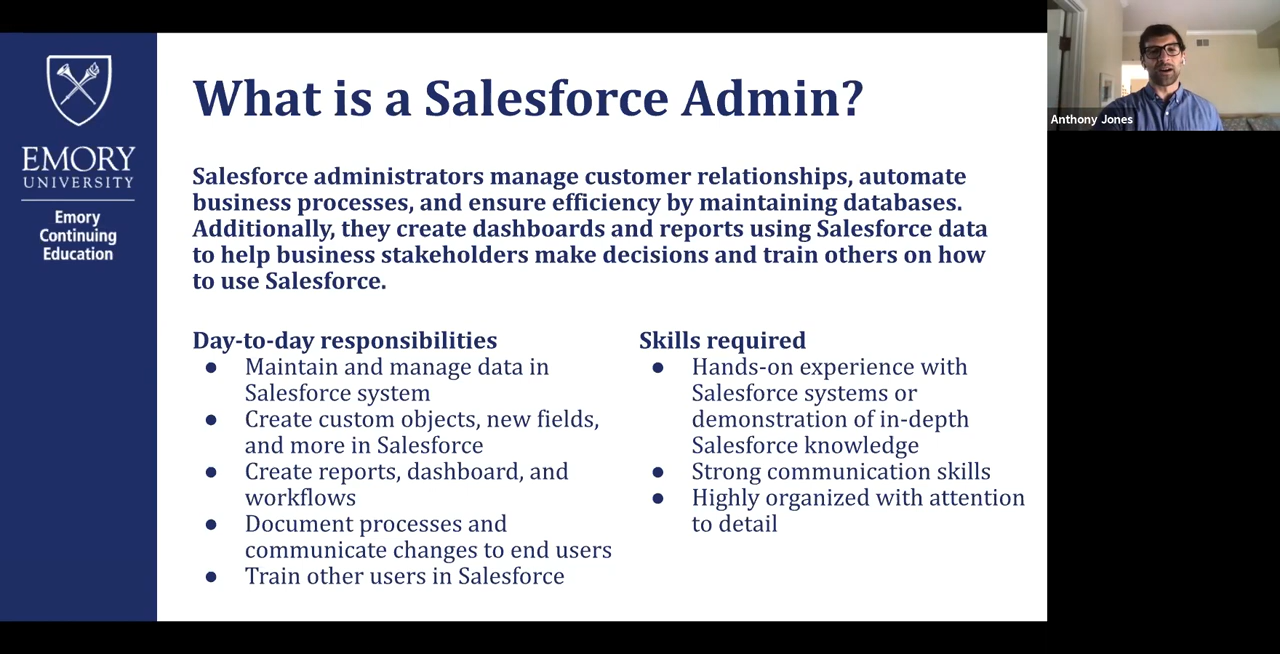 EMORY
UNIVERSITY
Emory
Continuing
Education
What is a Salesforce Admin?
Salesforce administrators manage customer relationships, automate
business processes, and ensure efficiency by maintaining databases.
Additionally, they create dashboards and reports using Salesforce data
to help business stakeholders make decisions and train others on how
to use Salesforce.
Day-to-day responsibilities
● Maintain and manage data in
Salesforce system
● Create custom objects, new fields,
and more in Salesforce
● Create reports, dashboard, and
workflows
● Document processes and
communicate changes to end users
● Train other users in Salesforce
Skills required
● Hands-on experience with
Salesforce systems or
demonstration of in-depth
Salesforce knowledge
● Strong communication skills
● Highly organized with attention
to detail
Anthony Jones